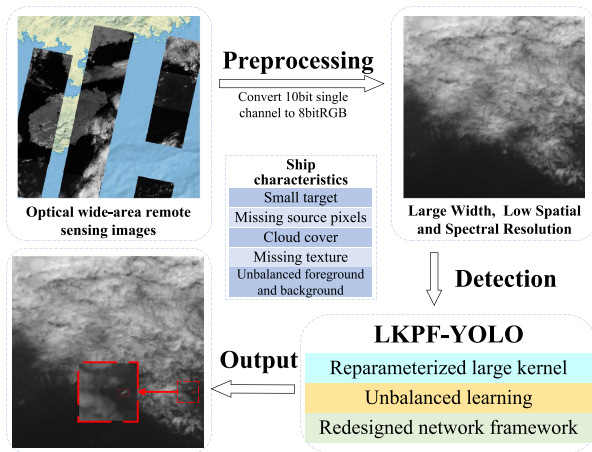 Preprocessing
Convert 10bit single
channel to 8bitRGB
Optical wide-area remote
sensing images
Large Width, Low Spatial
and Spectral Resolution
Ship
characteristics
Small target
Missing source pixels
Cloud cover
Missing texture
Unbalanced foreground
and background
Detection
LKPF-YOLO
Reparameterized large kernel
Unbalanced learning
Redesigned network framework
Output